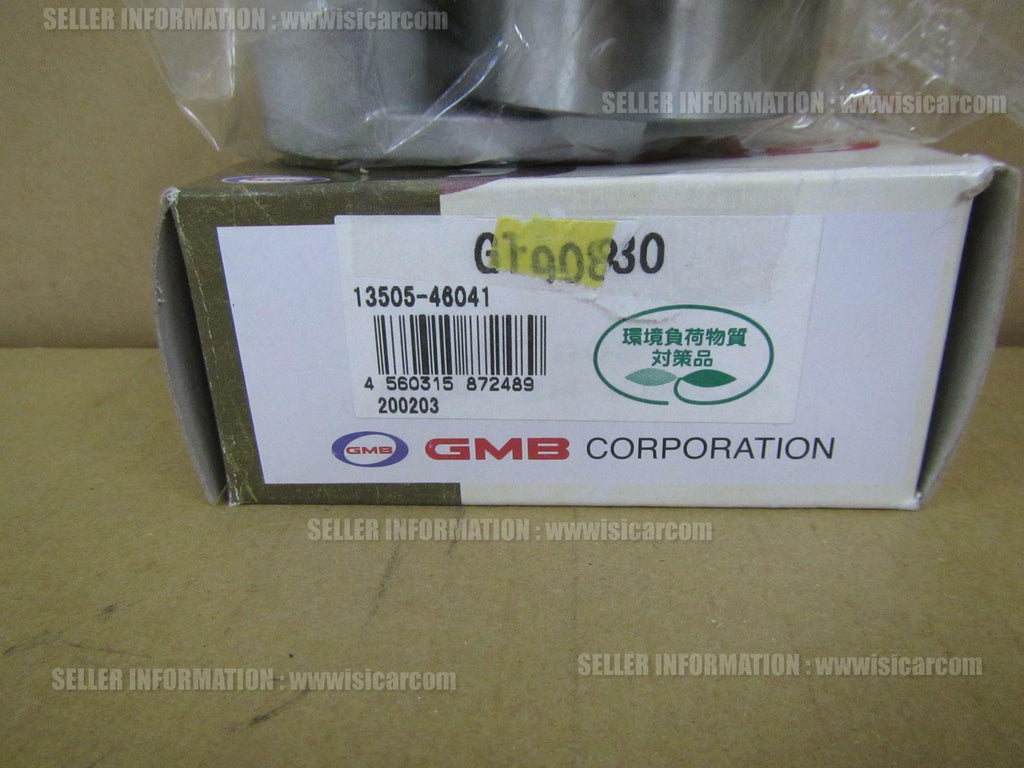 SELLER INFORMATION : wwwisicarcom
SELLER INFORMATION : wwwisicarcom
13505-46041
4 560315 872489
200203
環境負荷物質
対策品
GMB GMB CORPORATION
SELLER INFORMATION : wwwisicarcom
SELLER INFORMATION : wwwisicarcom
SELLER INFORMATION : wwwisicarcom